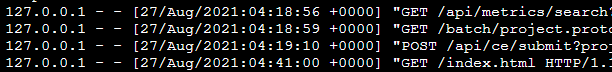 127.0.0.1 - - [27/Aug/2021:04:18:56 +0000] "GET /api/metrics/search?
127.0.0.1 - - [27/Aug/2021:04:18:59 +0000] "GET /batch/project.proto
127.0.0.1 - - [27/Aug/2021:04:19:10 +0000] "POST /api/ce/submit?pro
127.0.0.1 - - [27/Aug/2021:04:41:00 +0000] "GET /index.html HTTP/1.